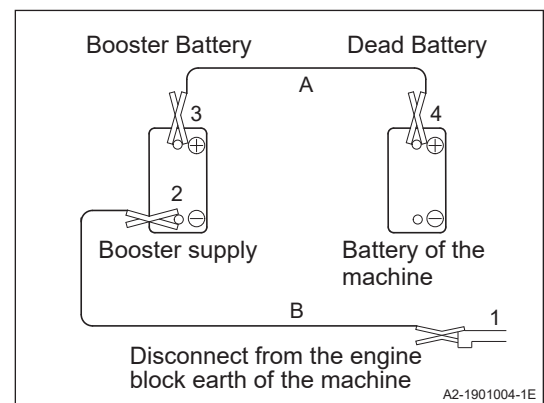 Booster Battery
Dead Battery
A
3
4
+
+
2
−
−
Booster supply
Battery of the
machine
B
1
Disconnect from the engine
block earth of the machine
A2-1901004-1E